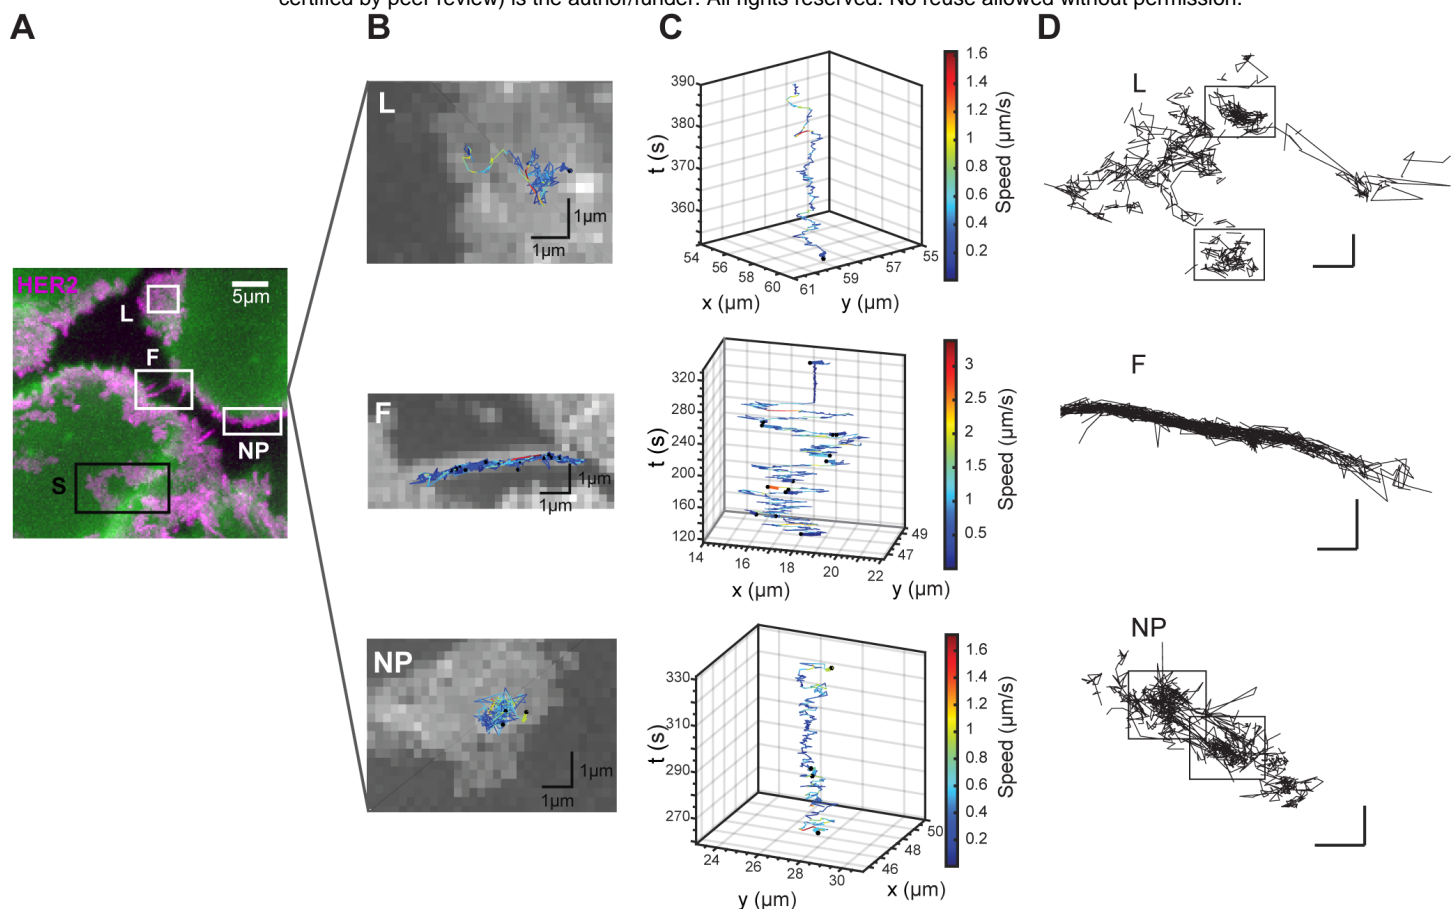 certified by peer review) is the author/funder. All rights reserved. No reuse allowed without permission.
A
B
C
D
HER2
5µm
L
F
NP
S
L
1µm
1µm
F
1µm
1µm
NP
1µm
1µm
390
380
370
360
t (s)
54
56
58
60
x (µm)
61
59
57
55
y (µm)
1.6
1.4
1.2
1
0.8
0.6
0.4
0.2
Speed (µm/s)
320
280
240
200
160
120
t (s)
14
16
18
20
22
x (µm)
49
47
y (µm)
3
2.5
2
1.5
1
0.5
Speed (µm/s)
330
310
290
270
t (s)
24
26
28
30
y (µm)
50
48
46
x (µm)
1.6
1.4
1.2
1
0.8
0.6
0.4
0.2
Speed (µm/s)
L
F
NP